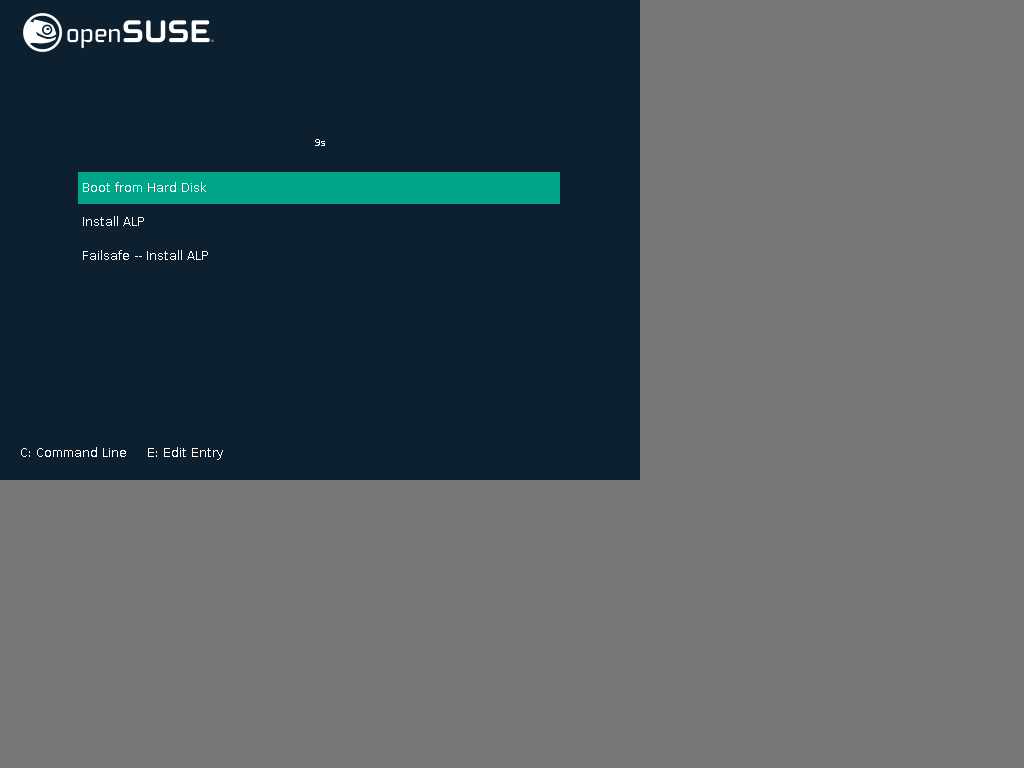 openSUSE.
9s
Boot from Hard Disk
Install ALP
Failsafe -- Install ALP
C: Command Line E: Edit Entry